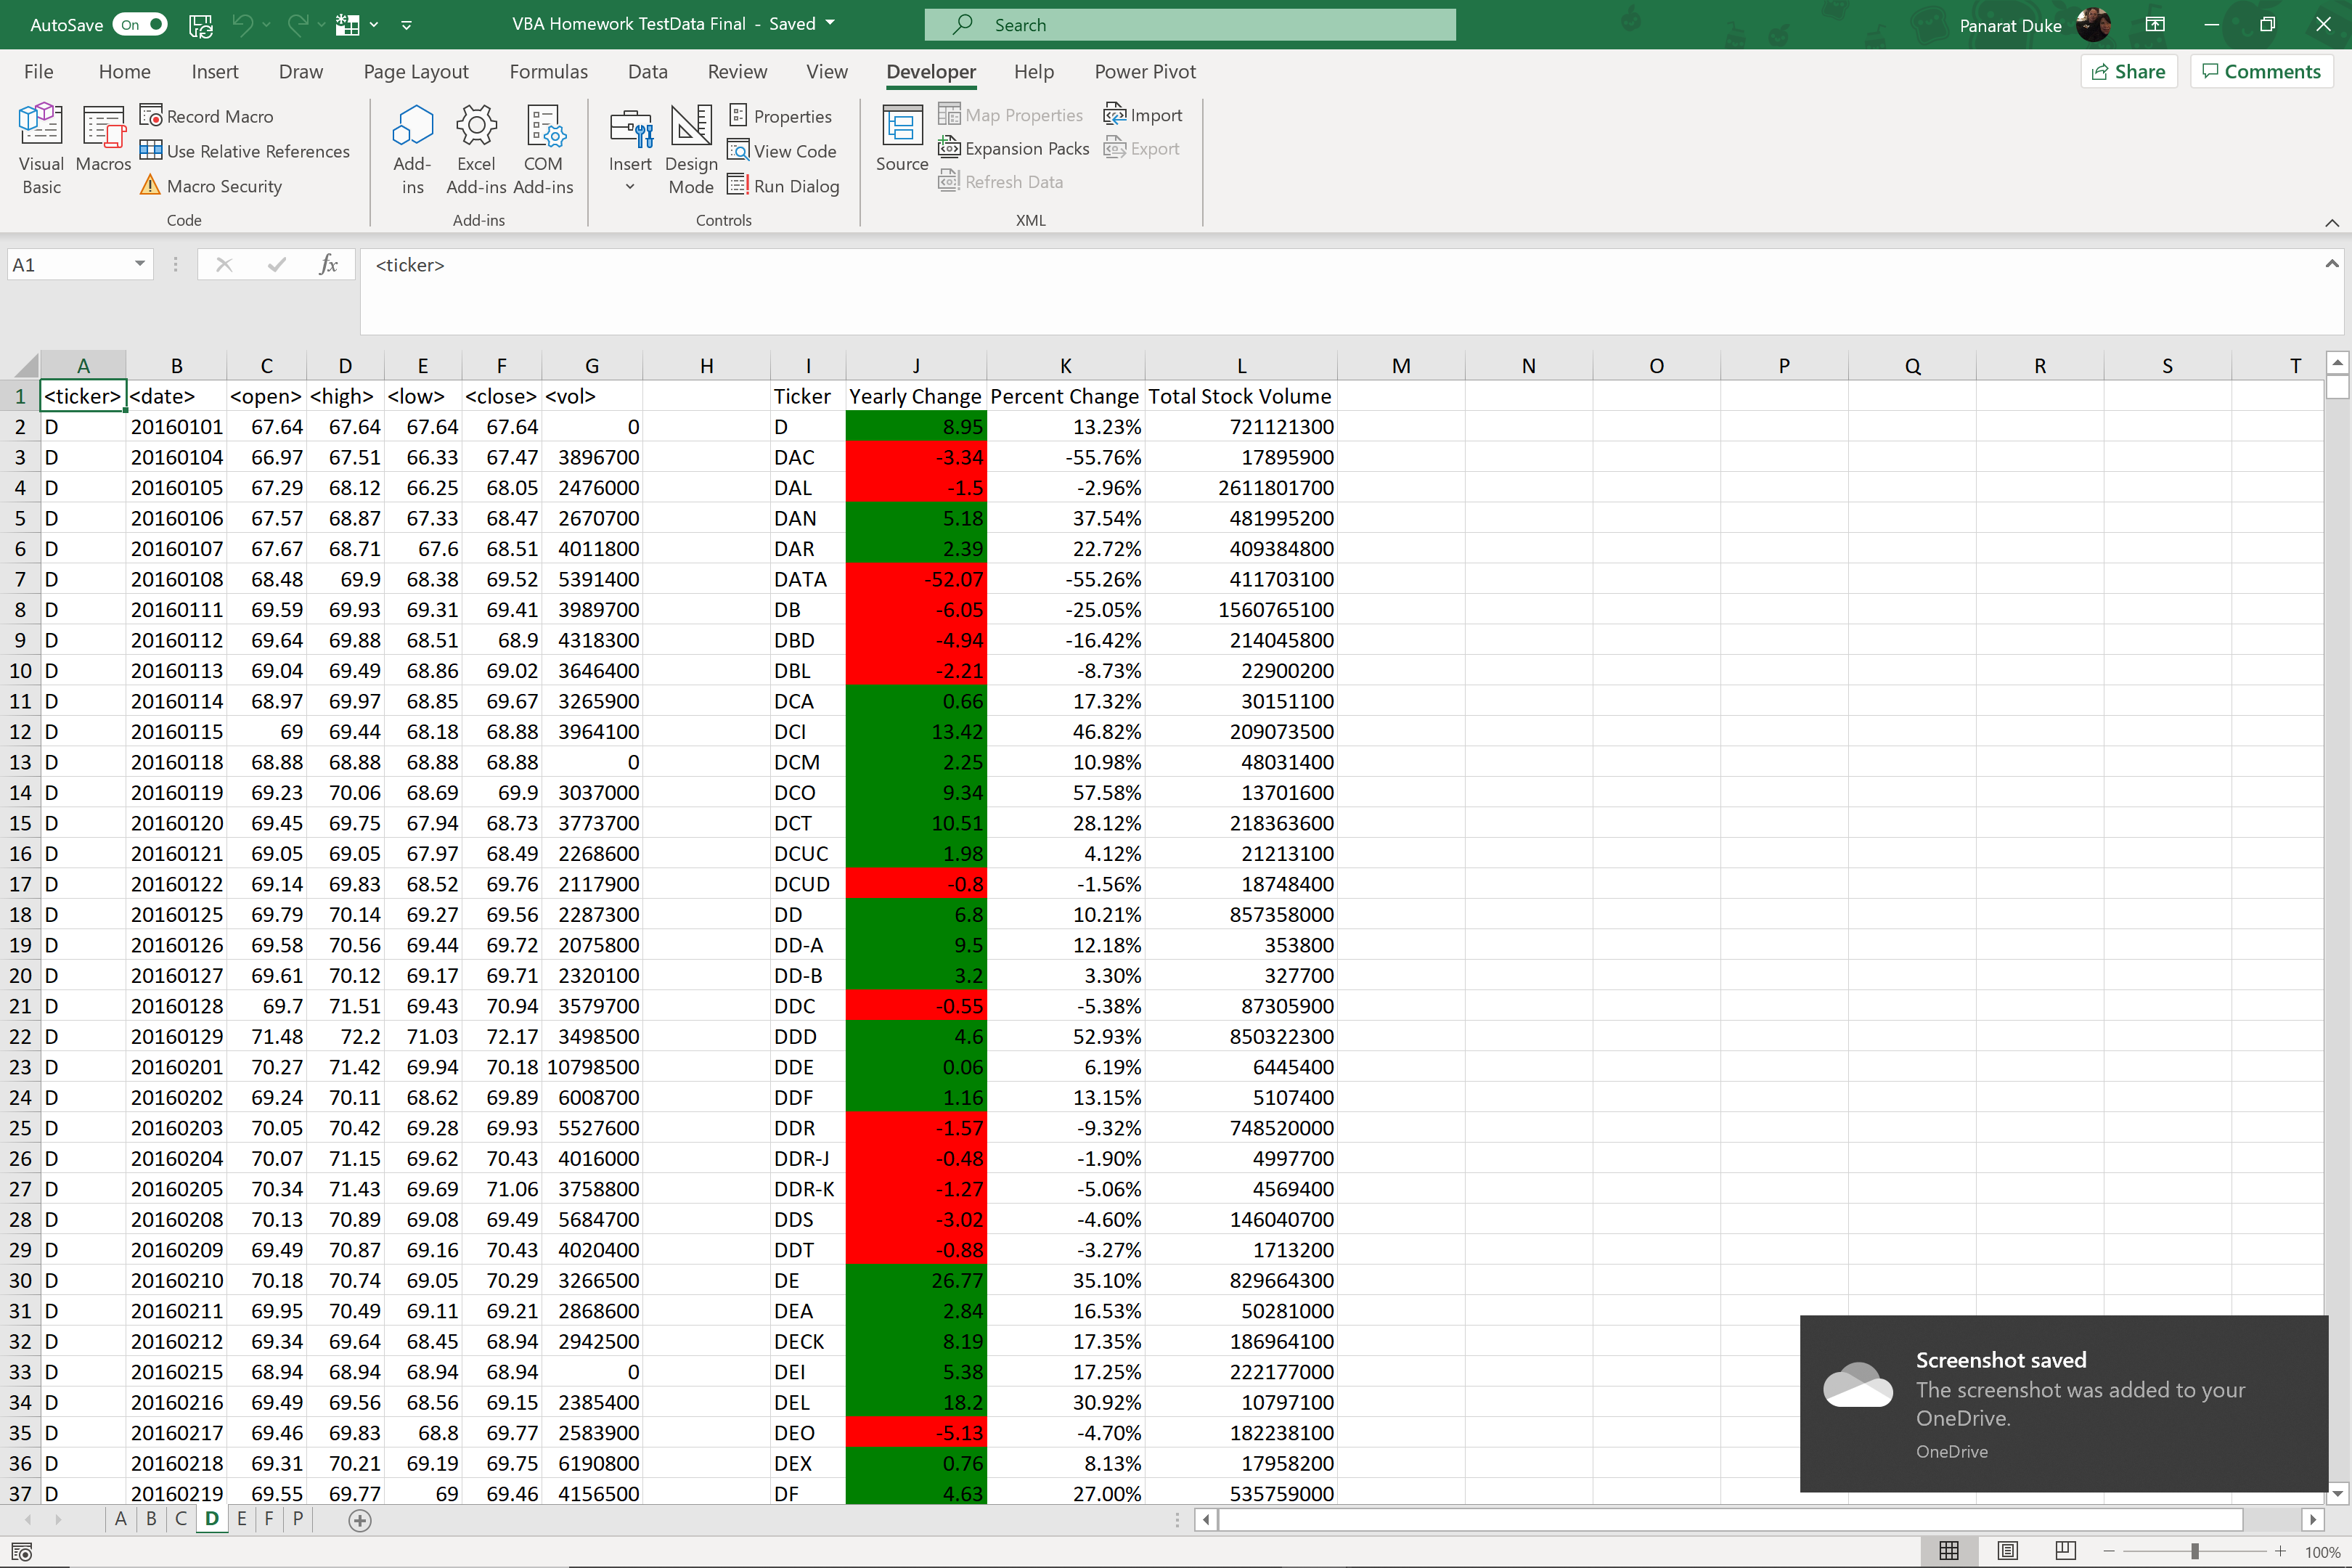 AutoSave On VBA Homework TestData Final - Saved Search Panarat Duke
File Home Insert Draw Page Layout Formulas Data Review View Developer Help Power Pivot Share Comments
Visual Basic
Macros
Record Macro
Use Relative References
Macro Security
Code
Add-ins
Excel Add-ins
COM Add-ins
Add-ins
Insert
Design Mode
Properties
View Code
Run Dialog
Controls
Source
Map Properties
Expansion Packs
Refresh Data
Import
Export
XML
A1 fx <ticker>
A B C D E F G H I J K L M N O P Q R S T
1 <ticker> <date> <open> <high> <low> <close> <vol> Ticker Yearly Change Percent Change Total Stock Volume
2 D 20160101 67.64 67.64 67.64 67.64 0 D 8.95 13.23% 721121300
3 D 20160104 66.97 67.51 66.33 67.47 3896700 DAC -3.34 -55.76% 17895900
4 D 20160105 67.29 68.12 66.25 68.05 2476000 DAL -1.5 -2.96% 2611801700
5 D 20160106 67.57 68.87 67.33 68.47 2670700 DAN 5.18 37.54% 481995200
6 D 20160107 67.67 68.71 67.6 68.51 4011800 DAR 2.39 22.72% 409384800
7 D 20160108 68.48 69.9 68.38 69.52 5391400 DATA -52.07 -55.26% 411703100
8 D 20160111 69.59 69.93 69.31 69.41 3989700 DB -6.05 -25.05% 1560765100
9 D 20160112 69.64 69.88 68.51 68.9 4318300 DBD -4.94 -16.42% 214045800
10 D 20160113 69.04 69.49 68.86 69.02 3646400 DBL -2.21 -8.73% 22900200
11 D 20160114 68.97 69.97 68.85 69.67 3265900 DCA 0.66 17.32% 30151100
12 D 20160115 69 69.44 68.18 68.88 3964100 DCI 13.42 46.82% 209073500
13 D 20160118 68.88 68.88 68.88 68.88 0 DCM 2.25 10.98% 48031400
14 D 20160119 69.23 70.06 68.69 69.9 3037000 DCO 9.34 57.58% 13701600
15 D 20160120 69.45 69.75 67.94 68.73 3773700 DCT 10.51 28.12% 218363600
16 D 20160121 69.05 69.05 67.97 68.49 2268600 DCUC 1.98 4.12% 21213100
17 D 20160122 69.14 69.83 68.52 69.76 2117900 DCUD -0.8 -1.56% 18748400
18 D 20160125 69.79 70.14 69.27 69.56 2287300 DD 6.8 10.21% 857358000
19 D 20160126 69.58 70.56 69.44 69.72 2075800 DD-A 9.5 12.18% 353800
20 D 20160127 69.61 70.12 69.17 69.71 2320100 DD-B 3.2 3.30% 327700
21 D 20160128 69.7 71.51 69.43 70.94 3579700 DDC -0.55 -5.38% 87305900
22 D 20160129 71.48 72.2 71.03 72.17 3498500 DDD 4.6 52.93% 850322300
23 D 20160201 70.27 71.42 69.94 70.18 10798500 DDE 0.06 6.19% 6445400
24 D 20160202 69.24 70.11 68.62 69.89 6008700 DDF 1.16 13.15% 5107400
25 D 20160203 70.05 70.42 69.28 69.93 5527600 DDR -1.57 -9.32% 748520000
26 D 20160204 70.07 71.15 69.62 70.43 4016000 DDR-J -0.48 -1.90% 4997700
27 D 20160205 70.34 71.43 69.69 71.06 3758800 DDR-K -1.27 -5.06% 4569400
28 D 20160208 70.13 70.89 69.08 69.49 5684700 DDS -3.02 -4.60% 146040700
29 D 20160209 69.49 70.87 69.16 70.43 4020400 DDT -0.88 -3.27% 1713200
30 D 20160210 70.18 70.74 69.05 70.29 3266500 DE 26.77 35.10% 829664300
31 D 20160211 69.95 70.49 69.11 69.21 2868600 DEA 2.84 16.53% 50281000
32 D 20160212 69.34 69.64 68.45 68.94 2942500 DECK 8.19 17.35% 186964100
33 D 20160215 68.94 68.94 68.94 68.94 0 DEI 5.38 17.25% 222177000
34 D 20160216 69.49 69.56 68.56 69.15 2385400 DEL 18.2 30.92% 10797100
35 D 20160217 69.46 69.83 68.8 69.77 2583900 DEO -5.13 -4.70% 182238100
36 D 20160218 69.31 70.21 69.19 69.75 6190800 DEX 0.76 8.13% 17958200
37 D 20160219 69.55 69.77 69 69.46 4156500 DF 4.63 27.00% 535759000
Screenshot saved
The screenshot was added to your
OneDrive.
OneDrive
A B C D E F P
100%